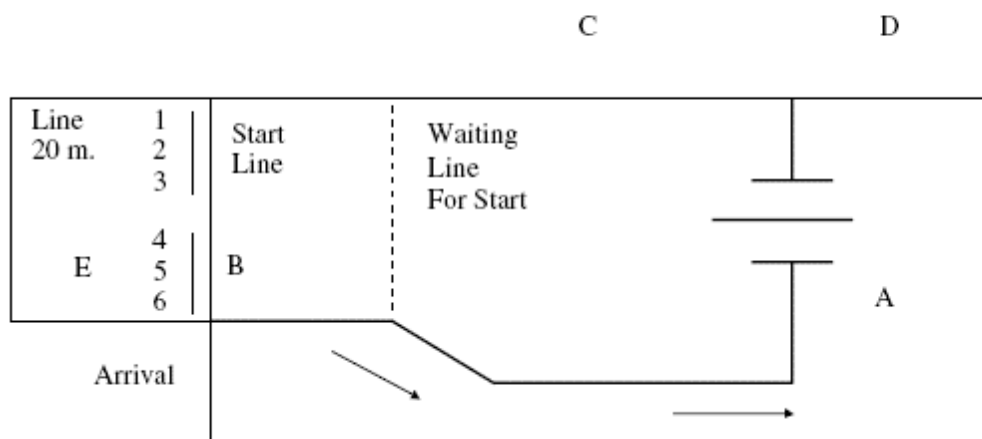 C
D
Line
20 m.
1
2
3
Start
Line
Waiting
Line
For Start
4
5
6
E
B
A
Arrival